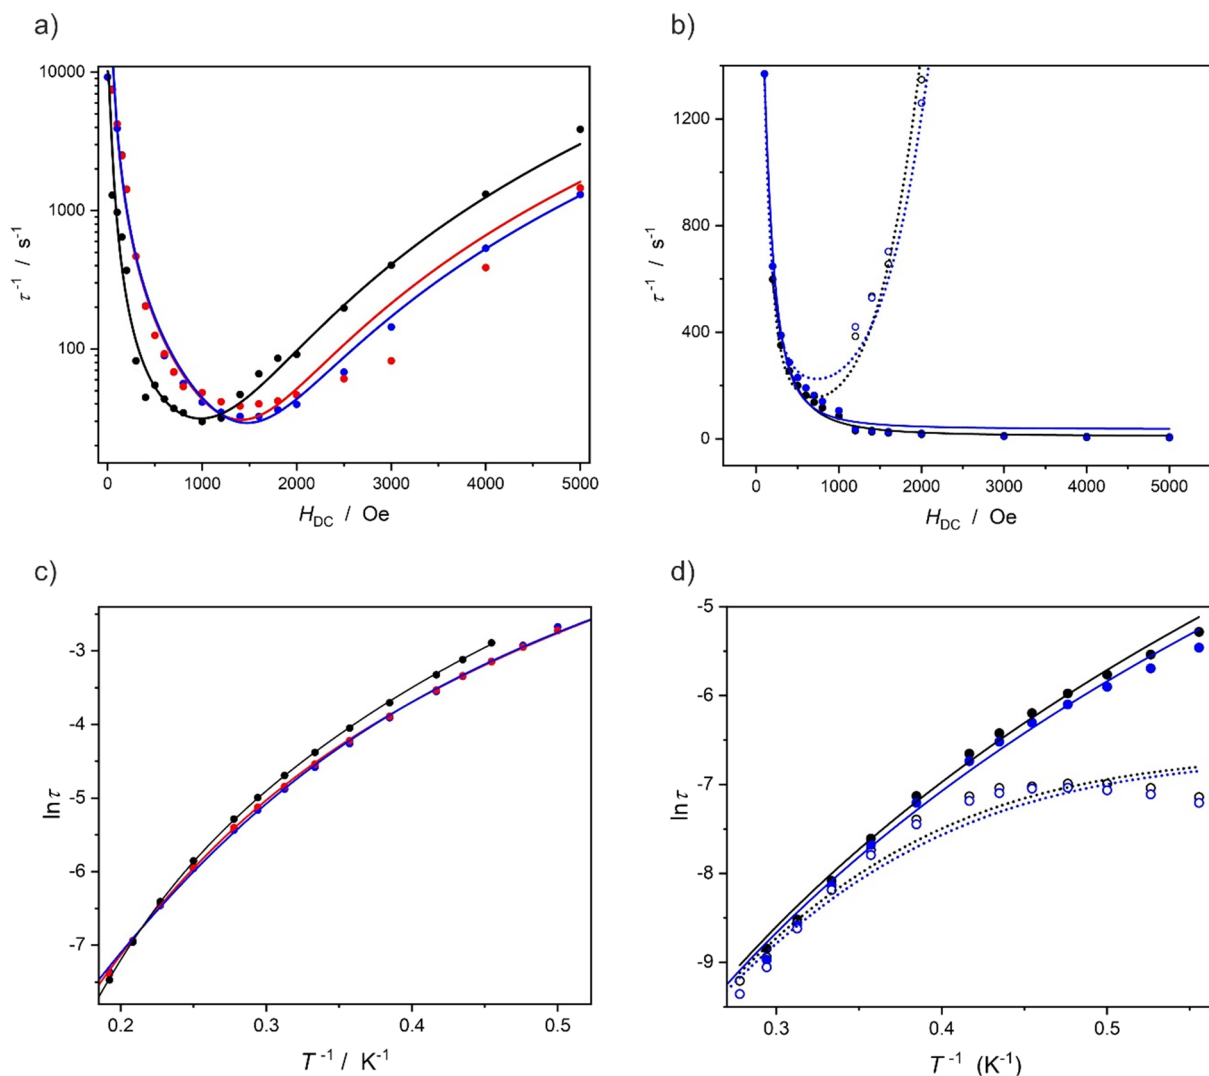 a)
10000
1000
100
τ⁻¹ / s⁻¹
0 1000 2000 3000 4000 5000
H_DC / Oe
b)
1200
800
400
0
τ⁻¹ / s⁻¹
0 1000 2000 3000 4000 5000
H_DC / Oe
c)
-3
-4
-5
-6
-7
ln τ
0.2 0.3 0.4 0.5
T⁻¹ / K⁻¹
d)
-5
-6
-7
-8
-9
ln τ
0.3 0.4 0.5
T⁻¹ (K⁻¹)